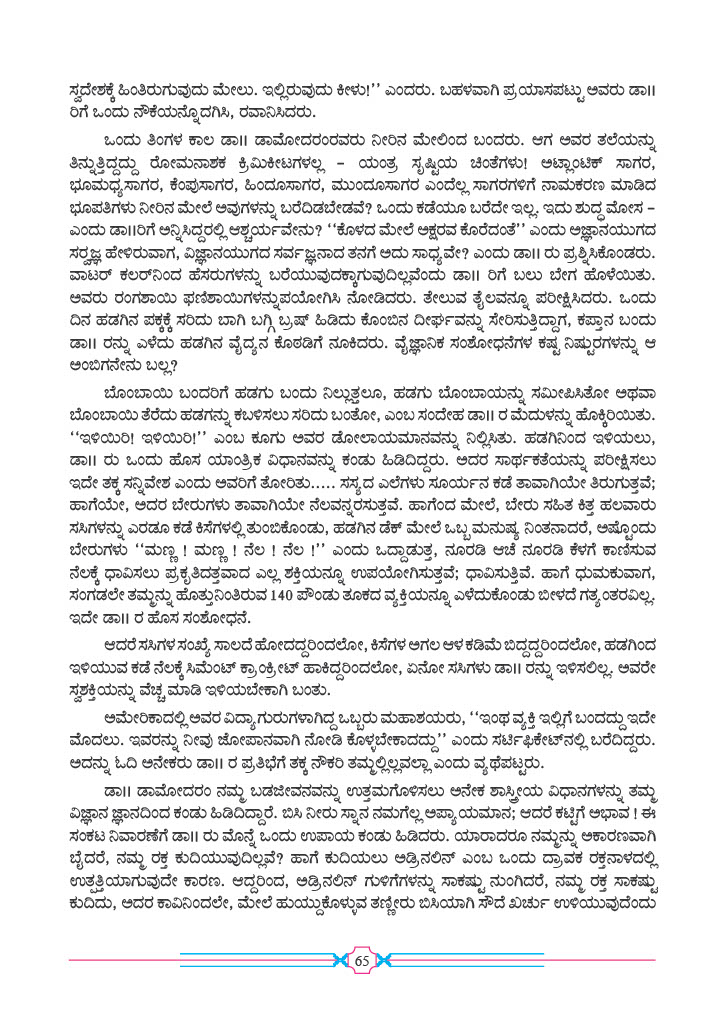 ಸ್ವದೇಶಕ್ಕೆ ಹಿಂತಿರುಗುವುದು ಮೇಲು. ಇಲ್ಲಿರುವುದು ಕೀಳು!’’ ಎಂದರು. ಬಹಳವಾಗಿ ಪ್ರಯಾಸಪಟ್ಟು ಅವರು ಡಾ॥
ರಿಗೆ ಒಂದು ನೌಕೆಯನ್ನೊದಗಿಸಿ, ರವಾನಿಸಿದರು.
ಒಂದು ತಿಂಗಳ ಕಾಲ ಡಾ॥ ಡಾಮೋದರಂರವರು ನೀರಿನ ಮೇಲಿಂದ ಬಂದರು. ಆಗ ಅವರ ತಲೆಯನ್ನು
ತಿನ್ನುತ್ತಿದ್ದದ್ದು ರೋಮನಾಶಕ ಕ್ರಿಮಿಕೀಟಗಳಲ್ಲ – ಯಂತ್ರ ಸೃಷ್ಟಿಯ ಚಿಂತೆಗಳು! ಅಟ್ಲಾಂಟಿಕ್ ಸಾಗರ,
ಭೂಮಧ್ಯಸಾಗರ, ಕೆಂಪುಸಾಗರ, ಹಿಂದೂಸಾಗರ, ಮುಂದೂಸಾಗರ ಎಂದೆಲ್ಲ ಸಾಗರಗಳಿಗೆ ನಾಮಕರಣ ಮಾಡಿದ
ಭೂಪತಿಗಳು ನೀರಿನ ಮೇಲೆ ಅವುಗಳನ್ನು ಬರೆದಿಡಬೇಡವೆ? ಒಂದು ಕಡೆಯೂ ಬರೆದೇ ಇಲ್ಲ. ಇದು ಶುದ್ಧ ಮೋಸ –
ಎಂದು ಡಾ॥ರಿಗೆ ಅನ್ನಿಸಿದ್ದರಲ್ಲಿ ಆಶ್ಚರ್ಯವೇನು? ‘‘ಕೊಳದ ಮೇಲೆ ಅಕ್ಷರವ ಕೊರೆದಂತೆ’’ ಎಂದು ಅಜ್ಞಾನಯುಗದ
ಸರ‍್ವಜ್ಞ ಹೇಳಿರುವಾಗ, ವಿಜ್ಞಾನಯುಗದ ಸರ್ವಜ್ಞನಾದ ತನಗೆ ಅದು ಸಾಧ್ಯವೇ? ಎಂದು ಡಾ॥ ರು ಪ್ರಶ್ನಿಸಿಕೊಂಡರು.
ವಾಟರ್ ಕಲರ್‌ನಿಂದ ಹೆಸರುಗಳನ್ನು ಬರೆಯುವುದಕ್ಕಾಗುವುದಿಲ್ಲವೆಂದು ಡಾ॥ ರಿಗೆ ಬಲು ಬೇಗ ಹೊಳೆಯಿತು.
ಅವರು ರಂಗಶಾಯಿ ಫಣಿಶಾಯಿಗಳನ್ನುಪಯೋಗಿಸಿ ನೋಡಿದರು. ತೇಲುವ ತೈಲವನ್ನೂ ಪರೀಕ್ಷಿಸಿದರು. ಒಂದು
ದಿನ ಹಡಗಿನ ಪಕ್ಕಕ್ಕೆ ಸರಿದು ಬಾಗಿ ಬಗ್ಗಿ ಬ್ರಷ್ ಹಿಡಿದು ಕೊಂಬಿನ ದೀರ್ಘವನ್ನು ಸೇರಿಸುತ್ತಿದ್ದಾಗ, ಕಪ್ತಾನ ಬಂದು
ಡಾ॥ ರನ್ನು ಎಳೆದು ಹಡಗಿನ ವೈದ್ಯನ ಕೊಠಡಿಗೆ ನೂಕಿದರು. ವೈಜ್ಞಾನಿಕ ಸಂಶೋಧನೆಗಳ ಕಷ್ಟ ನಿಷ್ಟುರಗಳನ್ನು ಆ
ಅಂಬಿಗನೇನು ಬಲ್ಲ?
ಬೊಂಬಾಯಿ ಬಂದರಿಗೆ ಹಡಗು ಬಂದು ನಿಲ್ಲುತ್ತಲೂ, ಹಡಗು ಬೊಂಬಾಯನ್ನು ಸಮೀಪಿಸಿತೋ ಅಥವಾ
ಬೊಂಬಾಯಿ ತೆರೆದು ಹಡಗನ್ನು ಕಬಳಿಸಲು ಸರಿದು ಬಂತೋ, ಎಂಬ ಸಂದೇಹ ಡಾ॥ ರ ಮೆದುಳನ್ನು ಹೊಕ್ಕಿರಿಯಿತು.
‘‘ಇಳಿಯಿರಿ! ಇಳಿಯಿರಿ!’’ ಎಂಬ ಕೂಗು ಅವರ ಡೋಲಾಯಮಾನವನ್ನು ನಿಲ್ಲಿಸಿತು. ಹಡಗಿನಿಂದ ಇಳಿಯಲು,
ಡಾ॥ ರು ಒಂದು ಹೊಸ ಯಾಂತ್ರಿಕ ವಿಧಾನವನ್ನು ಕಂಡು ಹಿಡಿದಿದ್ದರು. ಅದರ ಸಾರ್ಥಕತೆಯನ್ನು ಪರೀಕ್ಷಿಸಲು
ಇದೇ ತಕ್ಕ ಸನ್ನಿವೇಶ ಎಂದು ಅವರಿಗೆ ತೋರಿತು..... ಸಸ್ಯದ ಎಲೆಗಳು ಸೂರ್ಯನ ಕಡೆ ತಾವಾಗಿಯೇ ತಿರುಗುತ್ತವೆ;
ಹಾಗೆಯೇ, ಅದರ ಬೇರುಗಳು ತಾವಾಗಿಯೇ ನೆಲವನ್ನರಸುತ್ತವೆ. ಹಾಗೆಂದ ಮೇಲೆ, ಬೇರು ಸಹಿತ ಕಿತ್ತ ಹಲವಾರು
ಸಸಿಗಳನ್ನು ಎರಡೂ ಕಡೆ ಕಿಸೆಗಳಲ್ಲಿ ತುಂಬಿಕೊಂಡು, ಹಡಗಿನ ಡೆಕ್ ಮೇಲೆ ಒಬ್ಬ ಮನುಷ್ಯ ನಿಂತನಾದರೆ, ಅಷ್ಟೊಂದು
ಬೇರುಗಳು ‘‘ಮಣ್ಣ ! ಮಣ್ಣ ! ನೆಲ ! ನೆಲ !’’ ಎಂದು ಒದ್ದಾಡುತ್ತ, ನೂರಡಿ ಆಚೆ ನೂರಡಿ ಕೆಳಗೆ ಕಾಣಿಸುವ
ನೆಲಕ್ಕೆ ಧಾವಿಸಲು ಪ್ರಕೃತಿದತ್ತವಾದ ಎಲ್ಲ ಶಕ್ತಿಯನ್ನೂ ಉಪಯೋಗಿಸುತ್ತವೆ; ಧಾವಿಸುತ್ತಿವೆ. ಹಾಗೆ ಧುಮಕುವಾಗ,
ಸಂಗಡಲೇ ತಮ್ಮನ್ನು ಹೊತ್ತುನಿಂತಿರುವ 140 ಪೌಂಡು ತೂಕದ ವ್ಯಕ್ತಿಯನ್ನೂ ಎಳೆದುಕೊಂಡು ಬೀಳದೆ ಗತ್ಯಂತರವಿಲ್ಲ.
ಇದೇ ಡಾ॥ ರ ಹೊಸ ಸಂಶೋಧನೆ.
ಆದರೆ ಸಸಿಗಳ ಸಂಖ್ಯೆ ಸಾಲದೆ ಹೋದದ್ದರಿಂದಲೋ, ಕಿಸೆಗಳ ಅಗಲ ಆಳ ಕಡಿಮೆ ಬಿದ್ದದ್ದರಿಂದಲೋ, ಹಡಗಿಂದ
ಇಳಿಯುವ ಕಡೆ ನೆಲಕ್ಕೆ ಸಿಮೆಂಟ್ ಕ್ರಾಂಕ್ರೀಟ್ ಹಾಕಿದ್ದರಿಂದಲೋ, ಏನೋ ಸಸಿಗಳು ಡಾ॥ ರನ್ನು ಇಳಿಸಲಿಲ್ಲ. ಅವರೇ
ಸ್ವಶಕ್ತಿಯನ್ನು ವೆಚ್ಚ ಮಾಡಿ ಇಳಿಯಬೇಕಾಗಿ ಬಂತು.
ಅಮೇರಿಕಾದಲ್ಲಿ ಅವರ ವಿದ್ಯಾಗುರುಗಳಾಗಿದ್ದ ಒಬ್ಬರು ಮಹಾಶಯರು, ‘‘ಇಂಥ ವ್ಯಕ್ತಿ ಇಲ್ಲಿಗೆ ಬಂದದ್ದು ಇದೇ
ಮೊದಲು. ಇವರನ್ನು ನೀವು ಜೋಪಾನವಾಗಿ ನೋಡಿ ಕೊಳ್ಳಬೇಕಾದದ್ದು’’ ಎಂದು ಸರ್ಟಿಫಿಕೇಟ್‌ನಲ್ಲಿ ಬರೆದಿದ್ದರು.
ಅದನ್ನು ಓದಿ ಅನೇಕರು ಡಾ॥ ರ ಪ್ರತಿಭೆಗೆ ತಕ್ಕ ನೌಕರಿ ತಮ್ಮಲ್ಲಿಲ್ಲವಲ್ಲಾ ಎಂದು ವ್ಯಥೆಪಟ್ಟರು.
ಡಾ॥ ಡಾಮೋದರಂ ನಮ್ಮ ಬಡಜೀವನವನ್ನು ಉತ್ತಮಗೊಳಿಸಲು ಅನೇಕ ಶಾಸ್ತ್ರೀಯ ವಿಧಾನಗಳನ್ನು ತಮ್ಮ
ವಿಜ್ಞಾನ ಜ್ಞಾನದಿಂದ ಕಂಡು ಹಿಡಿದಿದ್ದಾರೆ. ಬಿಸಿ ನೀರು ಸ್ನಾನ ನಮಗೆಲ್ಲ ಅಪ್ಯಾಯಮಾನ; ಆದರೆ ಕಟ್ಟಿಗೆ ಅಭಾವ ! ಈ
ಸಂಕಟ ನಿವಾರಣೆಗೆ ಡಾ॥ ರು ಮೊನ್ನೆ ಒಂದು ಉಪಾಯ ಕಂಡು ಹಿಡಿದರು. ಯಾರಾದರೂ ನಮ್ಮನ್ನು ಅಕಾರಣವಾಗಿ
ಬೈದರೆ, ನಮ್ಮ ರಕ್ತ ಕುದಿಯುವುದಿಲ್ಲವೆ? ಹಾಗೆ ಕುದಿಯಲು ಅಡ್ರಿನಲಿನ್ ಎಂಬ ಒಂದು ದ್ರಾವಕ ರಕ್ತನಾಳದಲ್ಲಿ
ಉತ್ಪತ್ತಿಯಾಗುವುದೇ ಕಾರಣ. ಆದ್ದರಿಂದ, ಅಡ್ರಿನಲಿನ್ ಗುಳಿಗೆಗಳನ್ನು ಸಾಕಷ್ಟು ನುಂಗಿದರೆ, ನಮ್ಮ ರಕ್ತ ಸಾಕಷ್ಟು
ಕುದಿದು, ಅದರ ಕಾವಿನಿಂದಲೇ, ಮೇಲೆ ಹುಯ್ದುಕೊಳ್ಳುವ ತಣ್ಣೀರು ಬಿಸಿಯಾಗಿ ಸೌದೆ ಖರ್ಚು ಉಳಿಯುವುದೆಂದು
65